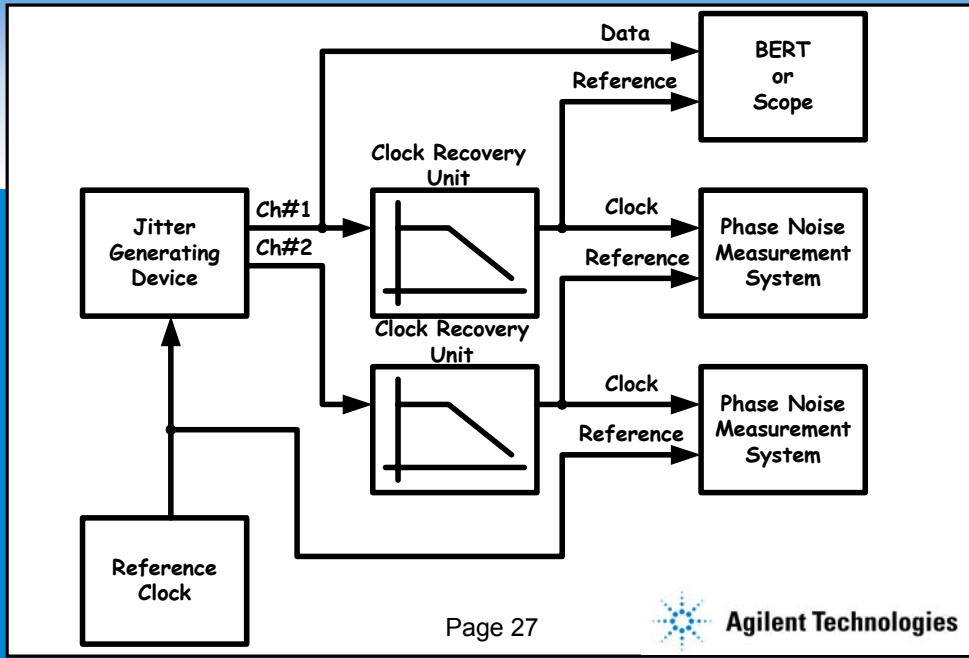 Data
BERT
or
Scope
Reference
Clock Recovery
Unit
Ch#1
Jitter
Generating
Device
Ch#2
Clock
Reference
Phase Noise
Measurement
System
Clock Recovery
Unit
Clock
Reference
Phase Noise
Measurement
System
Reference
Clock
Page 27
Agilent Technologies